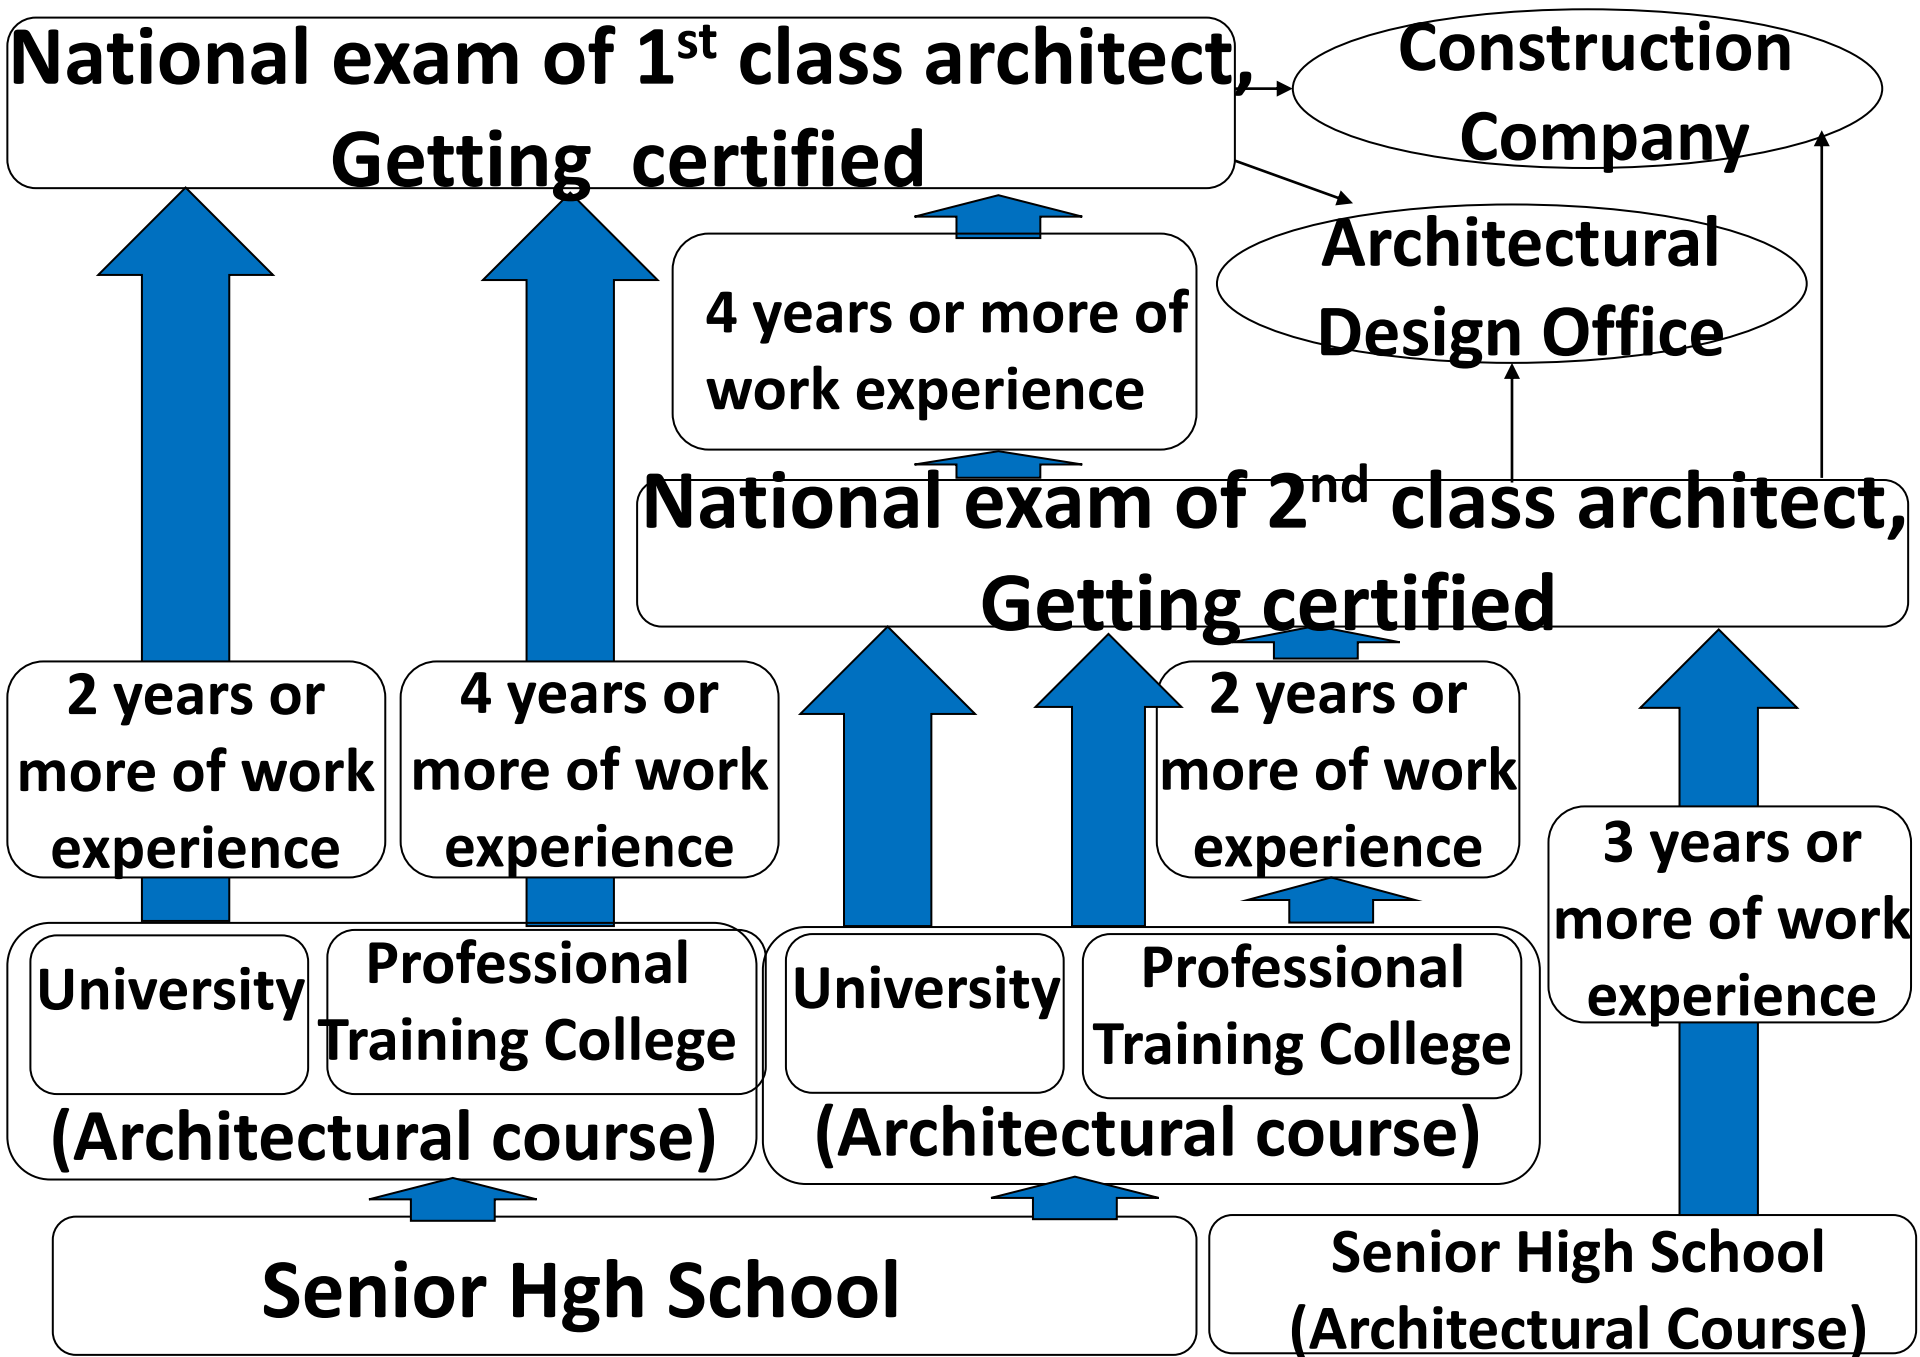 National exam of 1st class architect,
Getting certified
Construction
Company
Architectural
Design Office
4 years or more of
work experience
National exam of 2nd class architect,
Getting certified
2 years or
more of work
experience
4 years or
more of work
experience
2 years or
more of work
experience
3 years or
more of work
experience
University
Professional
Training College
(Architectural course)
University
Professional
Training College
(Architectural course)
Senior Hgh School
Senior High School
(Architectural Course)